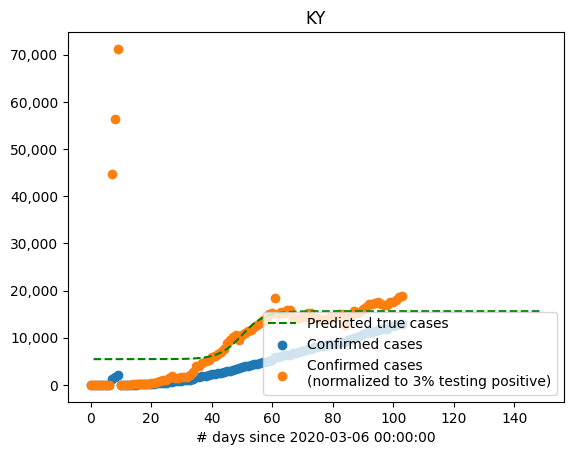 KY
70,000
60,000
50,000
40,000
30,000
20,000
10,000
0
Predicted true cases
Confirmed cases
Confirmed cases
(normalized to 3% testing positive)
0 20 40 60 80 100 120 140
# days since 2020-03-06 00:00:00